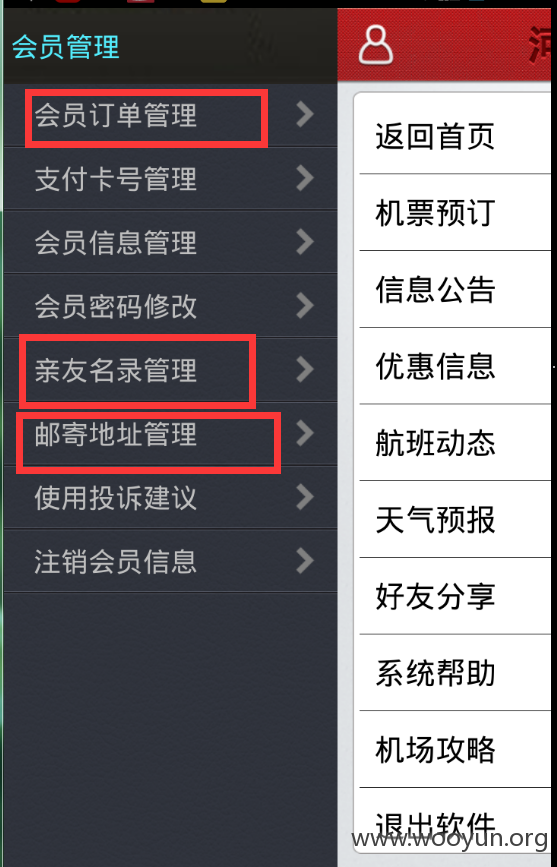 会员管理
会员订单管理
支付卡号管理
会员信息管理
会员密码修改
亲友名录管理
邮寄地址管理
使用投诉建议
注销会员信息
返回首页
机票预订
信息公告
优惠信息
航班动态
天气预报
好友分享
系统帮助
机场攻略
退出软件
www.wooyun.org